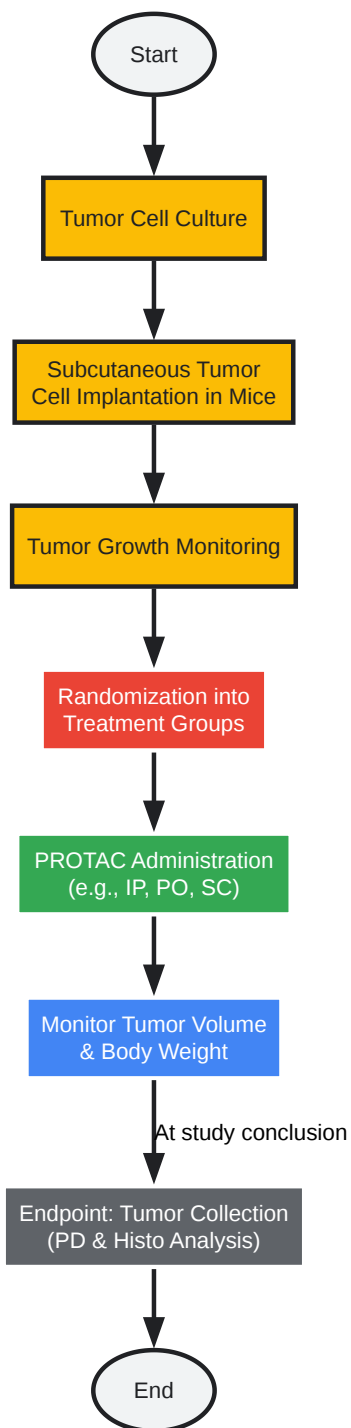 Start
Tumor Cell Culture
Subcutaneous Tumor
Cell Implantation in Mice
Tumor Growth Monitoring
Randomization into
Treatment Groups
PROTAC Administration
(e.g., IP, PO, SC)
Monitor Tumor Volume
& Body Weight
At study conclusion
Endpoint: Tumor Collection
(PD & Histo Analysis)
End